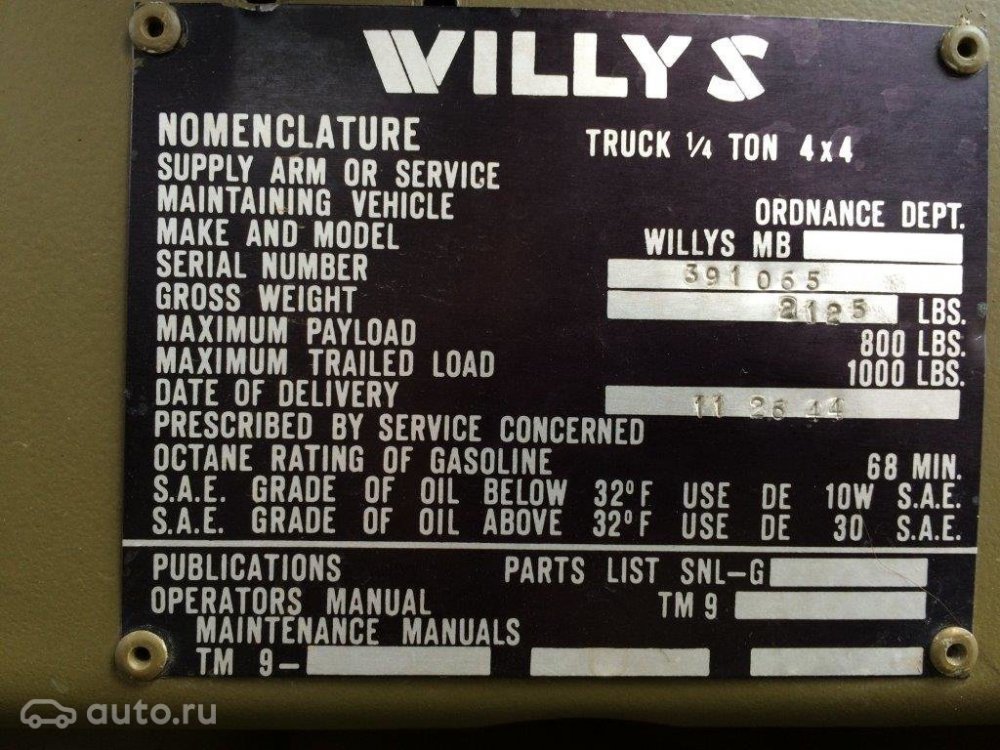 WILLYS
NOMENCLATURE TRUCK 1/4 TON 4x4
SUPPLY ARM OR SERVICE
MAINTAINING VEHICLE ORDNANCE DEPT.
MAKE AND MODEL WILLYS MB
SERIAL NUMBER 391065
GROSS WEIGHT 2125 LBS.
MAXIMUM PAYLOAD 800 LBS.
MAXIMUM TRAILED LOAD 1000 LBS.
DATE OF DELIVERY 11 26 44
PRESCRIBED BY SERVICE CONCERNED
OCTANE RATING OF GASOLINE 68 MIN.
S.A.E. GRADE OF OIL BELOW 32°F USE DE 10W S.A.E.
S.A.E. GRADE OF OIL ABOVE 32°F USE DE 30 S.A.E.
PUBLICATIONS PARTS LIST SNL-G
OPERATORS MANUAL TM 9
MAINTENANCE MANUALS
TM 9-
auto.ru